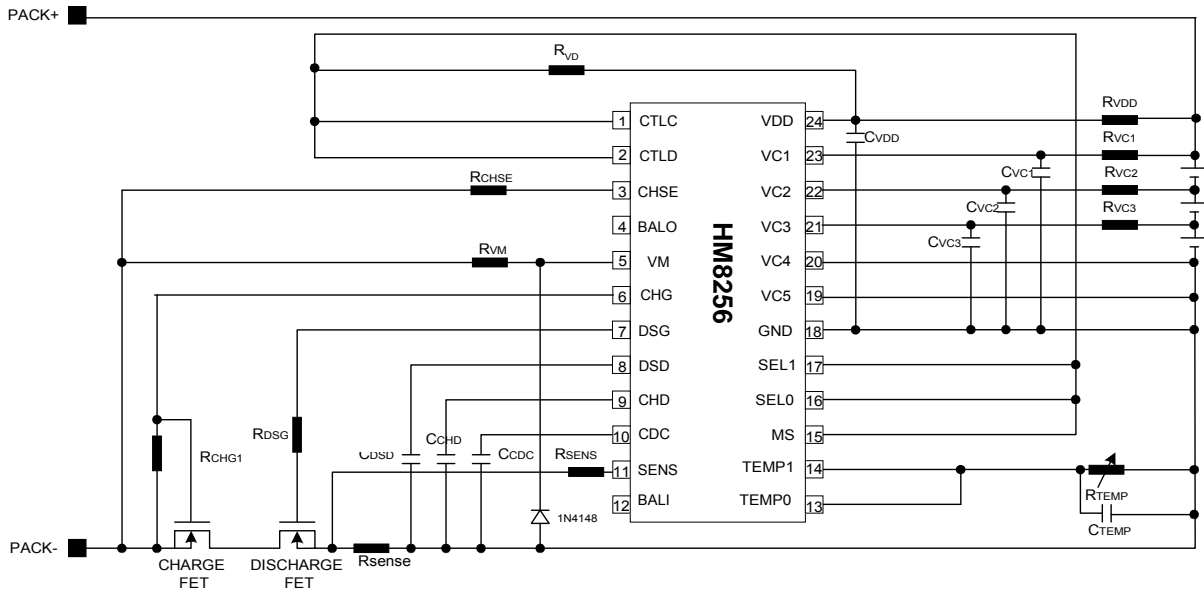 PACK+
RVD
RVDD
1 CTLC VDD 24
CVDD
RVC1
2 CTLD VC1 23
RCHSE
CVC1
RVC2
3 CHSE VC2 22
CVC2
RVC3
4 BALO VC3 21
CVC3
HM8256
RVM
5 VM VC4 20
6 CHG VC5 19
7 DSG GND 18
8 DSD SEL1 17
9 CHD SEL0 16
RDSG
RCHG1
CDSD
CCHD
CCDC
10 CDC MS 15
RSENS
11 SENS TEMP1 14
RTEMP
12 BALI TEMP0 13
1N4148
CTEMP
PACK-
CHARGE
FET
DISCHARGE
FET
Rsense